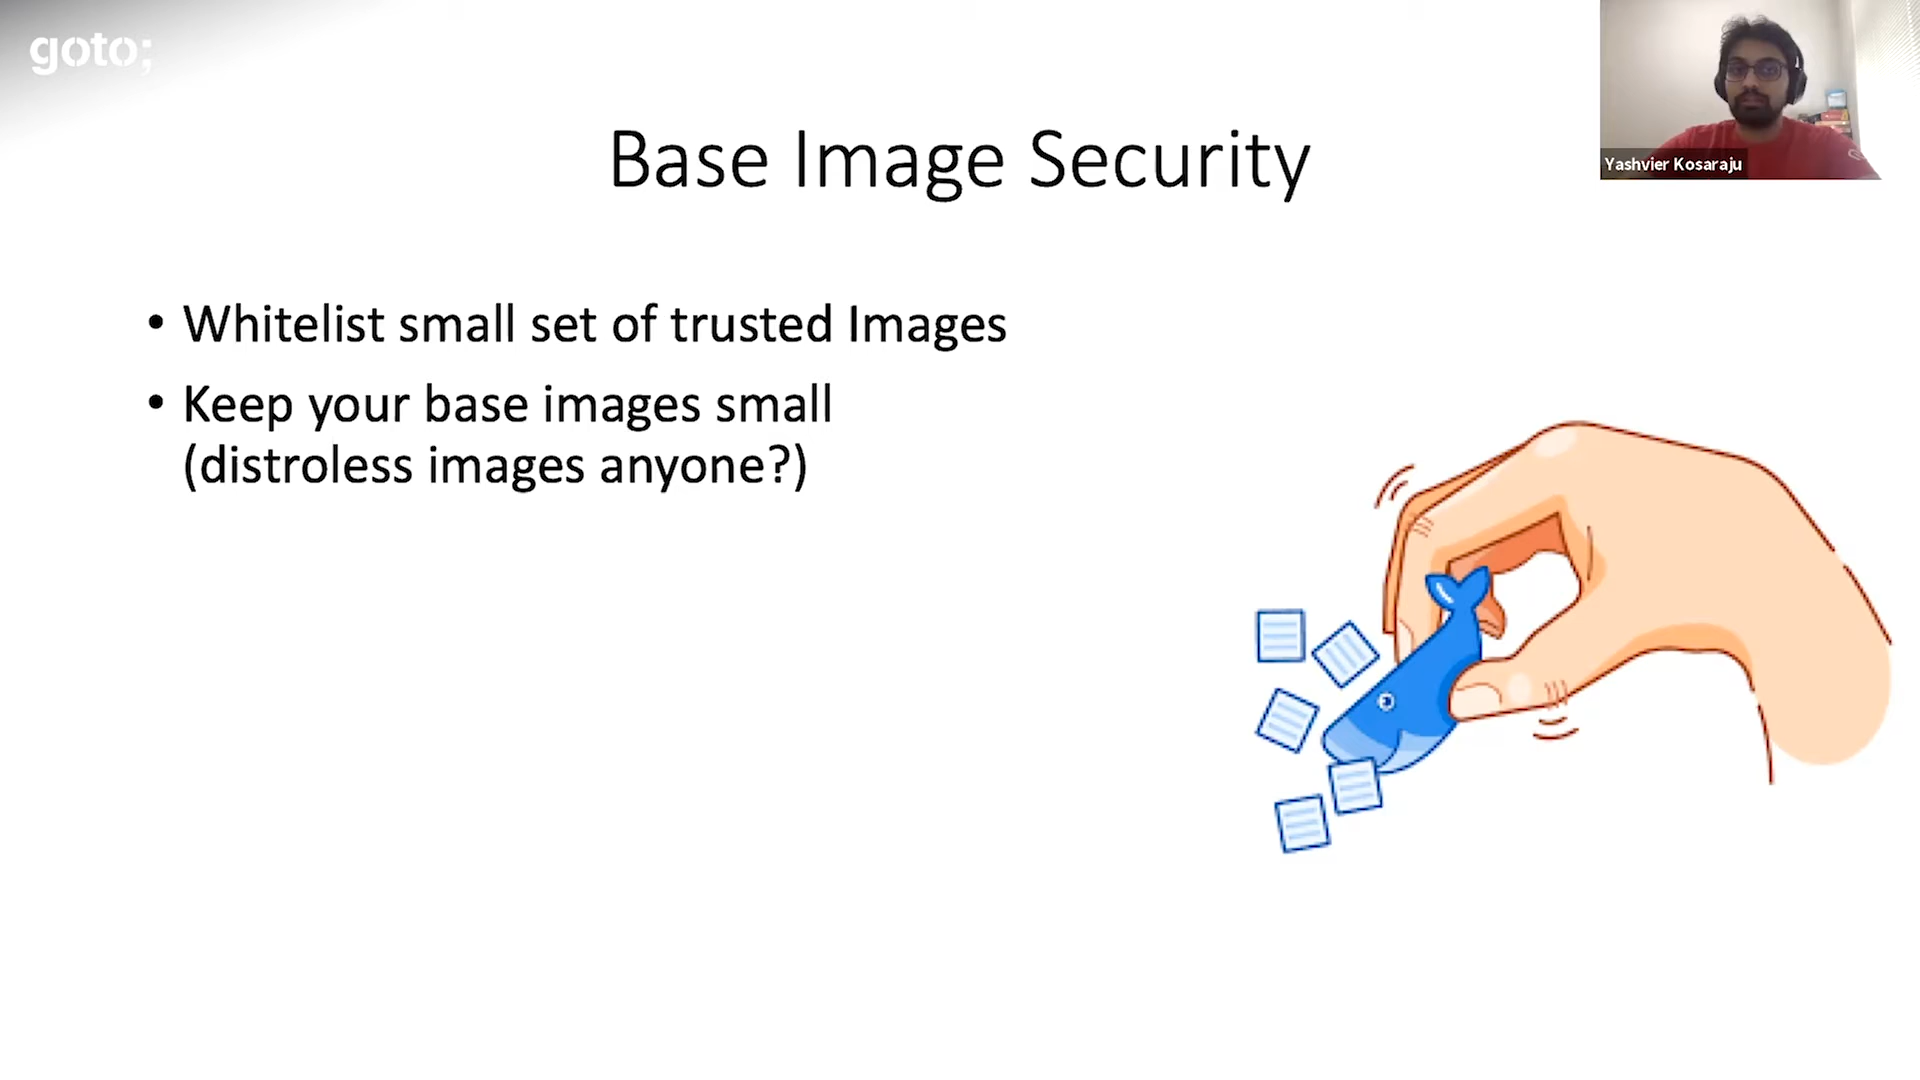 goto;
Yashvier Kosaraju
Base Image Security
• Whitelist small set of trusted Images
• Keep your base images small
(distroless images anyone?)